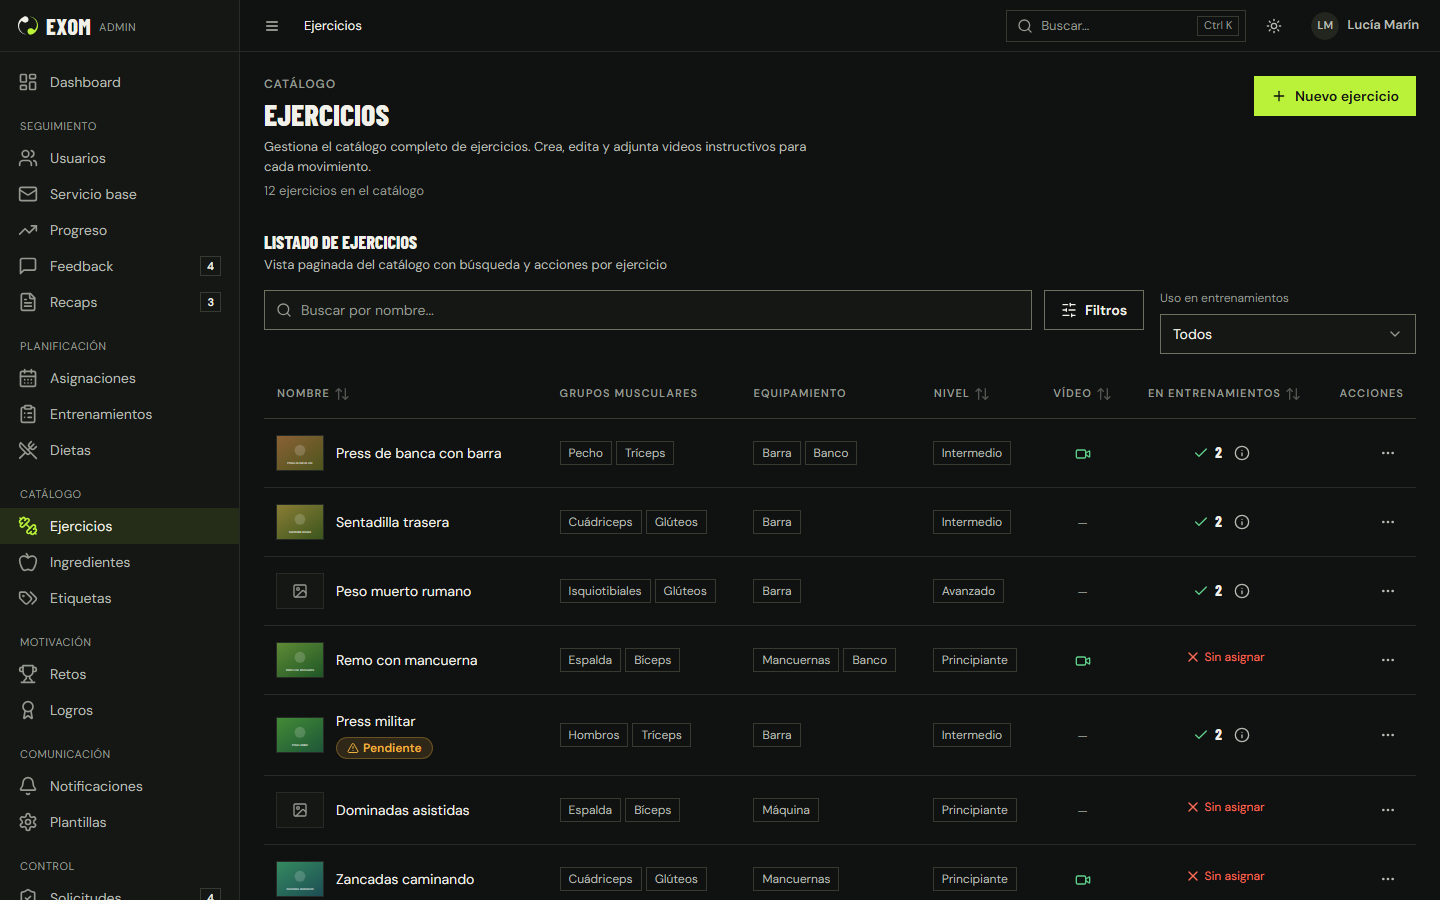 EXOM ADMIN
Ejercicios
Buscar...
Ctrl K
LM
Lucía Marín
Dashboard
SEGUIMIENTO
Usuarios
Servicio base
Progreso
Feedback 4
Recaps 3
PLANIFICACIÓN
Asignaciones
Entrenamientos
Dietas
CATÁLOGO
Ejercicios
Ingredientes
Etiquetas
MOTIVACIÓN
Retos
Logros
COMUNICACIÓN
Notificaciones
Plantillas
CONTROL
Solicitudes 4
CATÁLOGO
EJERCICIOS
Gestiona el catálogo completo de ejercicios. Crea, edita y adjunta videos instructivos para
cada movimiento.
12 ejercicios en el catálogo
Nuevo ejercicio
LISTADO DE EJERCICIOS
Vista paginada del catálogo con búsqueda y acciones por ejercicio
Buscar por nombre...
Filtros
Uso en entrenamientos
Todos
NOMBRE GRUPOS MUSCULARES EQUIPAMIENTO NIVEL VÍDEO EN ENTRENAMIENTOS ACCIONES
Press de banca con barra Pecho Tríceps Barra Banco Intermedio 2
Sentadilla trasera Cuádriceps Glúteos Barra Intermedio – 2
Peso muerto rumano Isquiotibiales Glúteos Barra Avanzado – 2
Remo con mancuerna Espalda Bíceps Mancuernas Banco Principiante Sin asignar
Press militar Hombros Tríceps Barra Intermedio – 2
Pendiente
Dominadas asistidas Espalda Bíceps Máquina Principiante – Sin asignar
Zancadas caminando Cuádriceps Glúteos Mancuernas Principiante Sin asignar